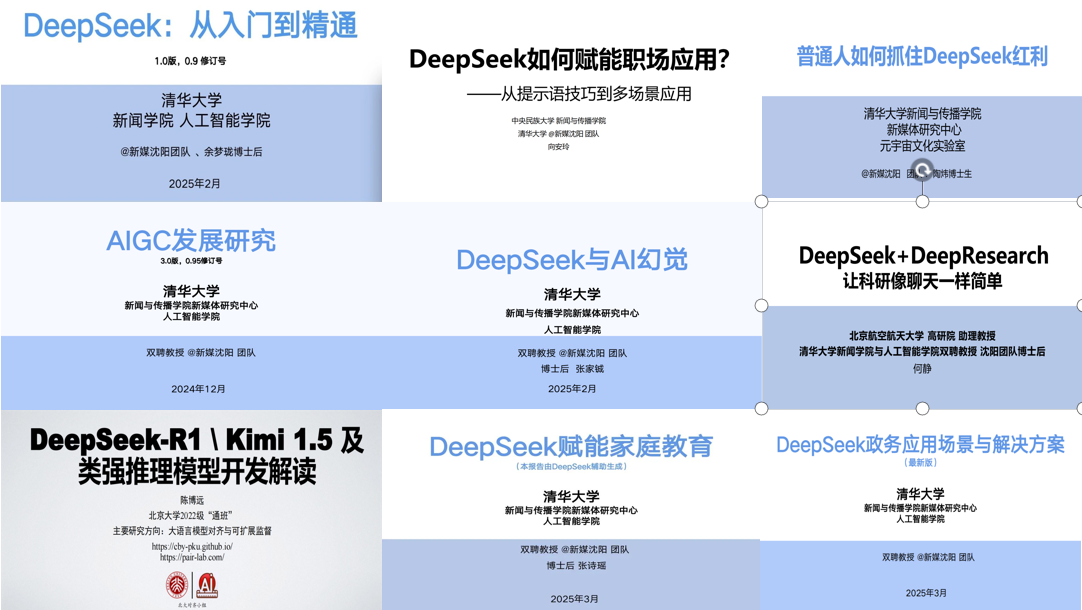 DeepSeek：从入门到精通
1.0版，0.9 修订号
清华大学
新闻学院 人工智能学院
@新媒沈阳团队 、余梦珑博士后
2025年2月
DeepSeek如何赋能职场应用？
——从提示语技巧到多场景应用
中央民族大学 新闻与传播学院
清华大学 @新媒沈阳 团队
向安玲
普通人如何抓住DeepSeek红利
清华大学新闻与传播学院
新媒体研究中心
元宇宙文化实验室
@新媒沈阳 团 陶炜博士生
AIGC发展研究
3.0版，0.95修订号
清华大学
新闻与传播学院新媒体研究中心
人工智能学院
双聘教授 @新媒沈阳 团队
2024年12月
DeepSeek与AI幻觉
清华大学
新闻与传播学院新媒体研究中心
人工智能学院
双聘教授 @新媒沈阳 团队
博士后 张家铖
2025年2月
DeepSeek+DeepResearch
让科研像聊天一样简单
北京航空航天大学 高研院 助理教授
清华大学新闻学院与人工智能学院双聘教授 沈阳团队博士后
何静
DeepSeek-R1 \ Kimi 1.5 及
类强推理模型开发解读
陈博远
北京大学2022级“通班”
主要研究方向：大语言模型对齐与可扩展监督
https://cby-pku.github.io/
https://pair-lab.com/
北大对齐小组
DeepSeek赋能家庭教育
（本报告由DeepSeek辅助生成）
清华大学
新闻与传播学院新媒体研究中心
人工智能学院
双聘教授 @新媒沈阳 团队
博士后 张诗瑶
2025年3月
DeepSeek政务应用场景与解决方案
（最新版）
清华大学
新闻与传播学院新媒体研究中心
人工智能学院
双聘教授 @新媒沈阳 团队
2025年3月